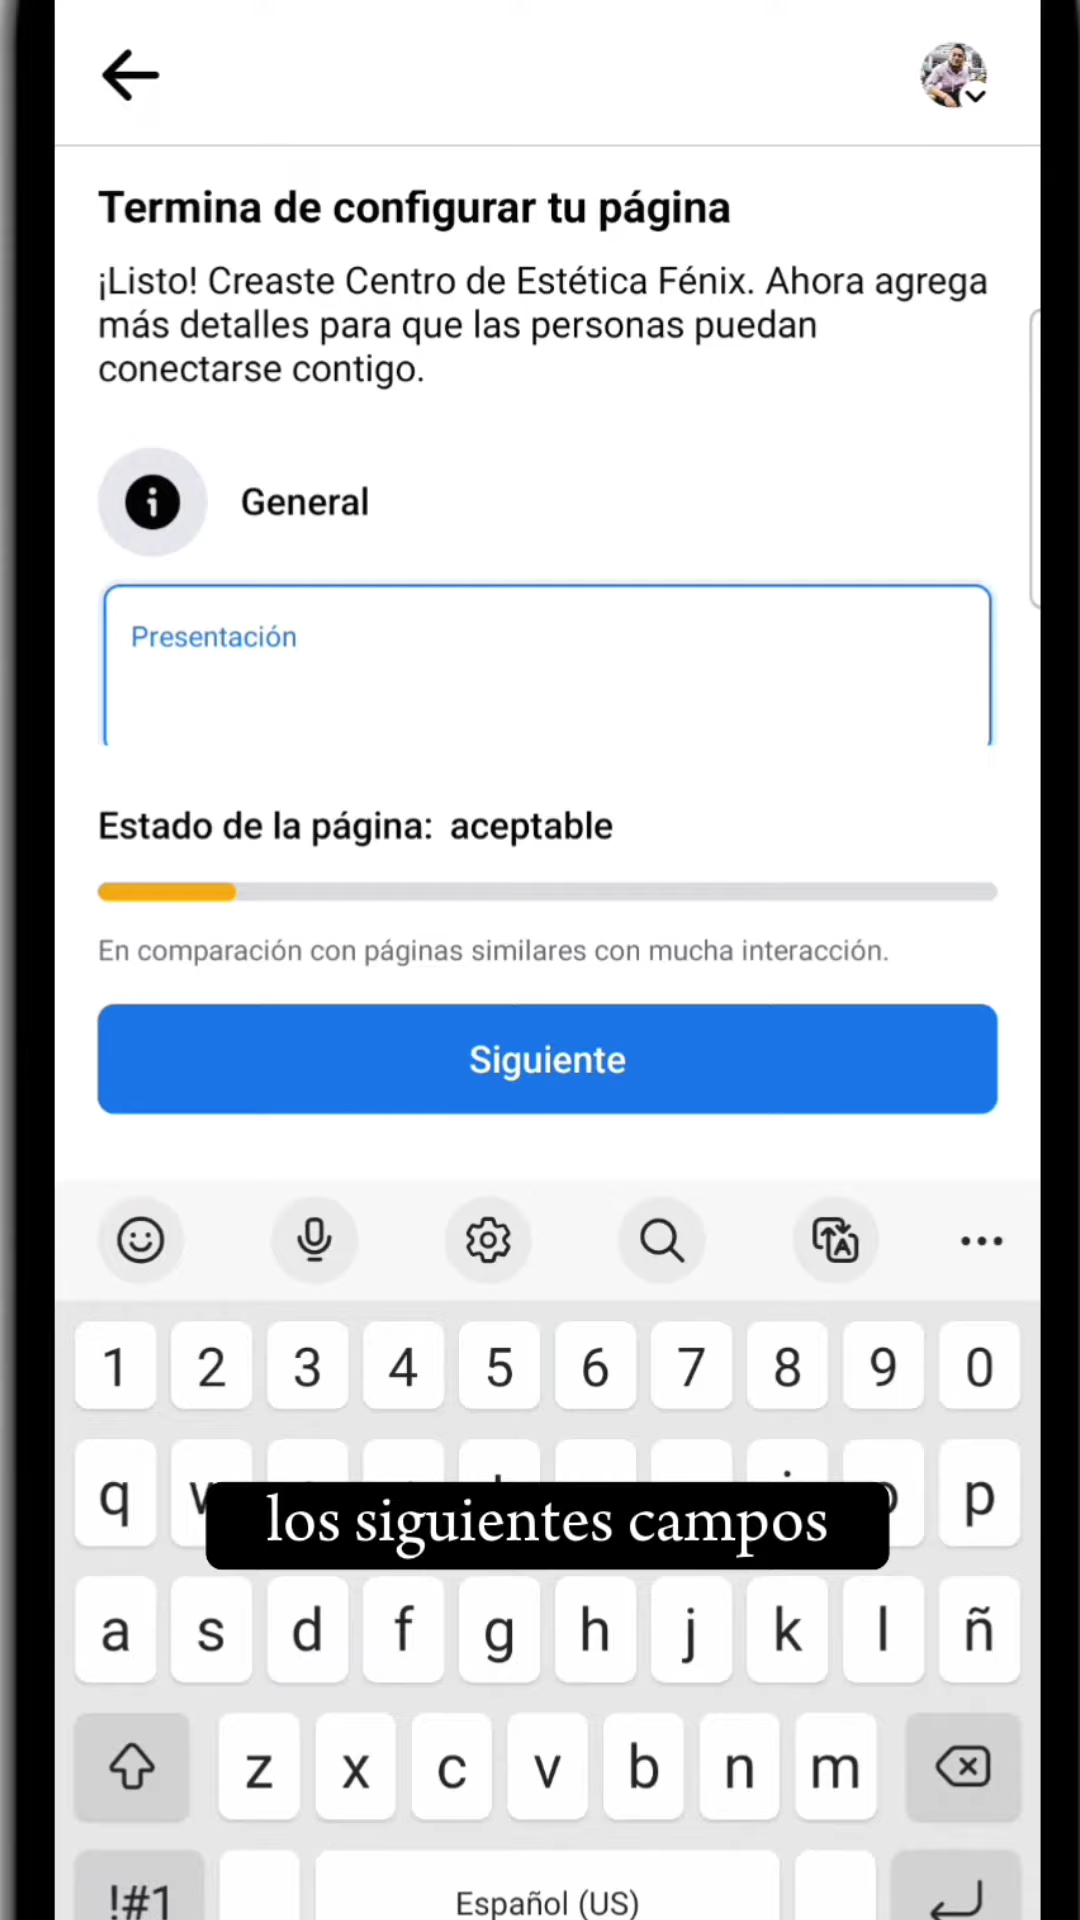 Termina de configurar tu página
¡Listo! Creaste Centro de Estética Fénix. Ahora agrega
más detalles para que las personas puedan
conectarse contigo.
General
Presentación
Estado de la página: aceptable
En comparación con páginas similares con mucha interacción.
Siguiente
1 2 3 4 5 6 7 8 9 0
q p
los siguientes campos
a s d f g h j k l ñ
z x c v b n m
!#1 Español (US)